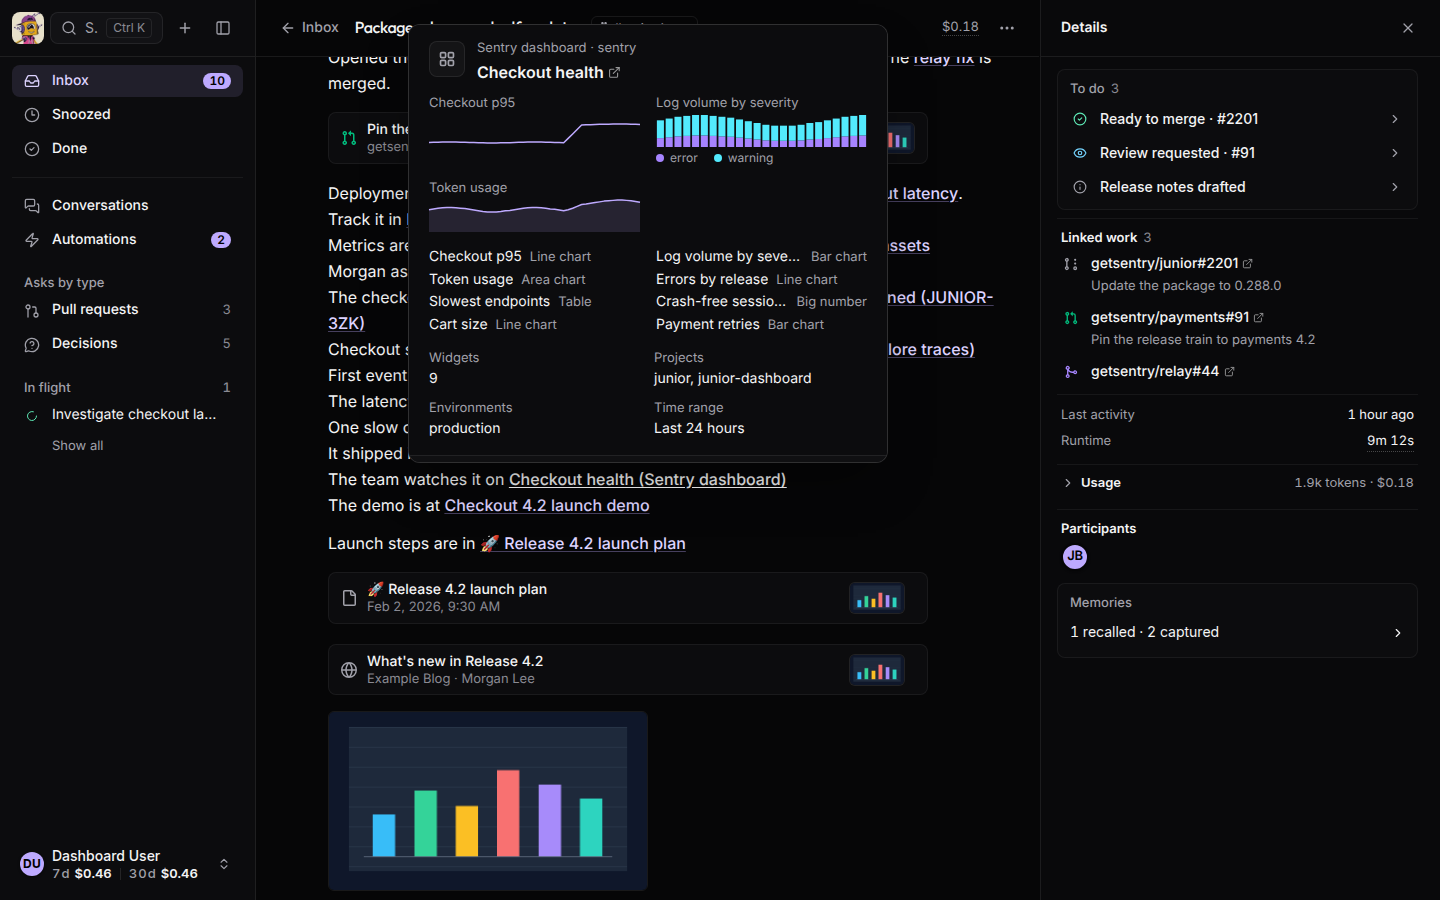 S.
Ctrl K
Inbox
10
Snoozed
Done
Conversations
Automations
2
Asks by type
Pull requests
3
Decisions
5
In flight
1
Investigate checkout la...
Show all
Dashboard User
7d $0.46
30d $0.46
Inbox
Package
$0.18
Opened
relay fix is
merged.
Pin the
getsen
Sentry dashboard · sentry
Checkout health
Checkout p95
Log volume by severity
error
warning
Token usage
Checkout p95 Line chart
Log volume by seve... Bar chart
Token usage Area chart
Errors by release Line chart
Slowest endpoints Table
Crash-free sessio... Big number
Cart size Line chart
Payment retries Bar chart
Widgets
9
Projects
junior, junior-dashboard
Environments
production
Time range
Last 24 hours
Deploymen
ut latency.
Track it in
Metrics are
assets
Morgan as
The check
ned (JUNIOR-
3ZK)
Checkout s
lore traces)
First event
The latenc
One slow
It shipped
The team watches it on Checkout health (Sentry dashboard)
The demo is at Checkout 4.2 launch demo
Launch steps are in 🚀 Release 4.2 launch plan
🚀 Release 4.2 launch plan
Feb 2, 2026, 9:30 AM
What's new in Release 4.2
Example Blog · Morgan Lee
Details
To do 3
Ready to merge · #2201
Review requested · #91
Release notes drafted
Linked work 3
getsentry/junior#2201
Update the package to 0.288.0
getsentry/payments#91
Pin the release train to payments 4.2
getsentry/relay#44
Last activity
1 hour ago
Runtime
9m 12s
Usage
1.9k tokens · $0.18
Participants
JB
Memories
1 recalled · 2 captured
DU